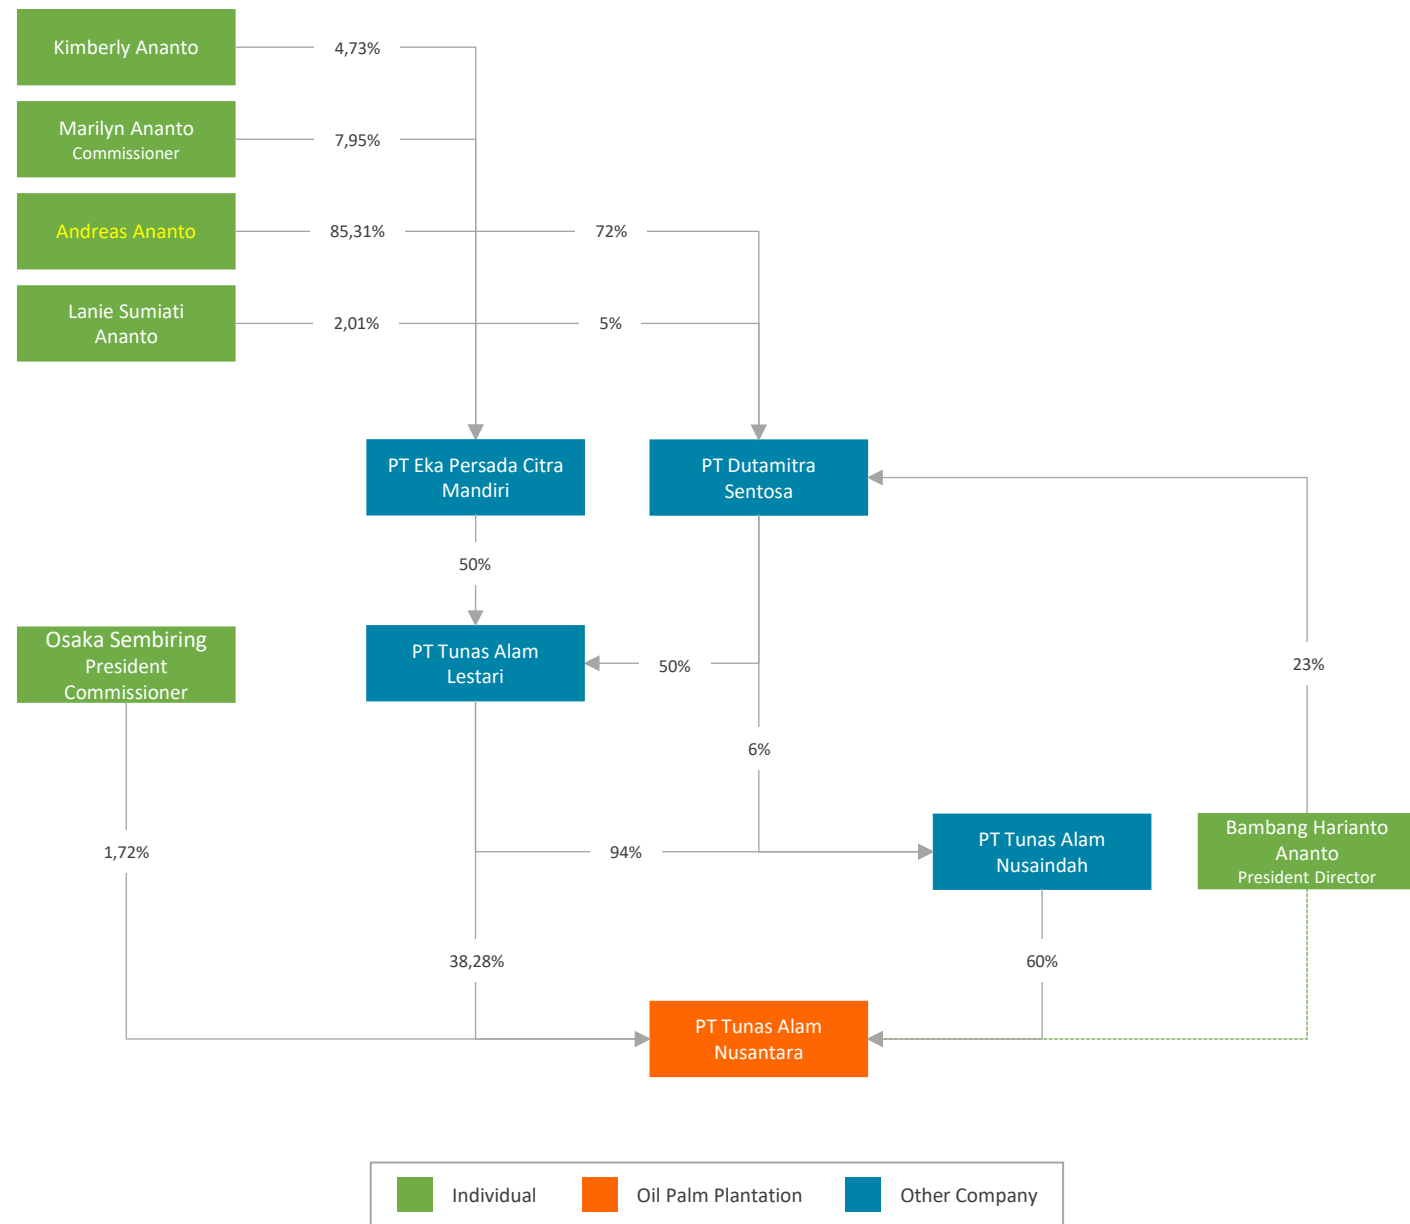 Kimberly Ananto
4,73%
Marilyn Ananto
Commissioner
7,95%
Andreas Ananto
85,31%
72%
Lanie Sumiati
Ananto
2,01%
5%
PT Eka Persada Citra
Mandiri
PT Dutamitra
Sentosa
50%
Osaka Sembiring
President
Commissioner
PT Tunas Alam
Lestari
50%
23%
6%
1,72%
94%
PT Tunas Alam
Nusaindah
Bambang Harianto
Ananto
President Director
38,28%
60%
PT Tunas Alam
Nusantara
Individual
Oil Palm Plantation
Other Company